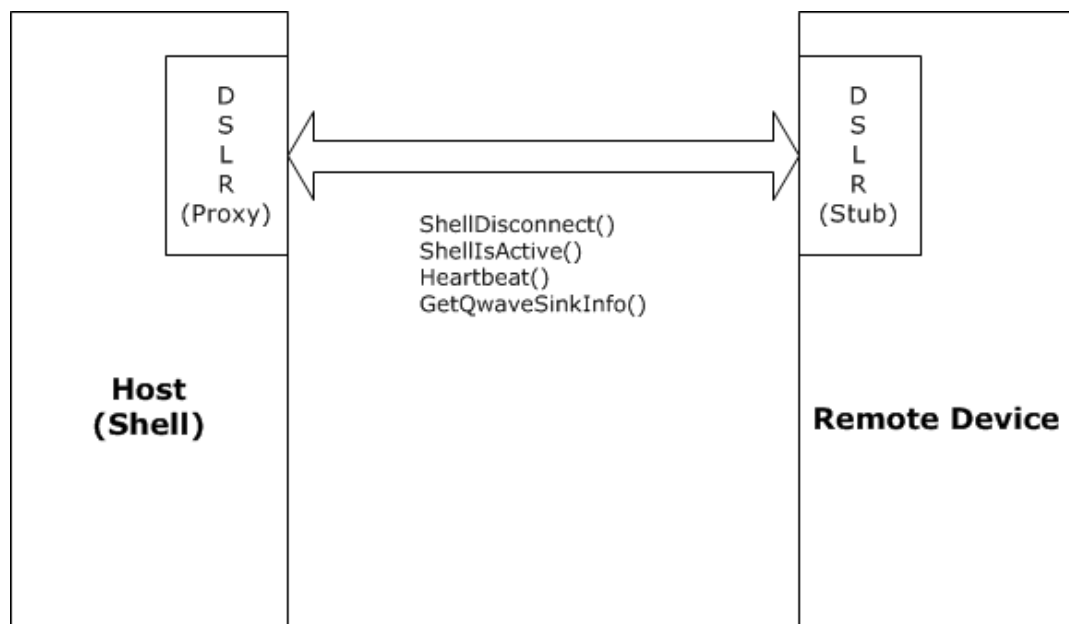 D
S
L
R
(Proxy)
D
S
L
R
(Stub)
ShellDisconnect()
ShellIsActive()
Heartbeat()
GetQwaveSinkInfo()
Host
(Shell)
Remote Device